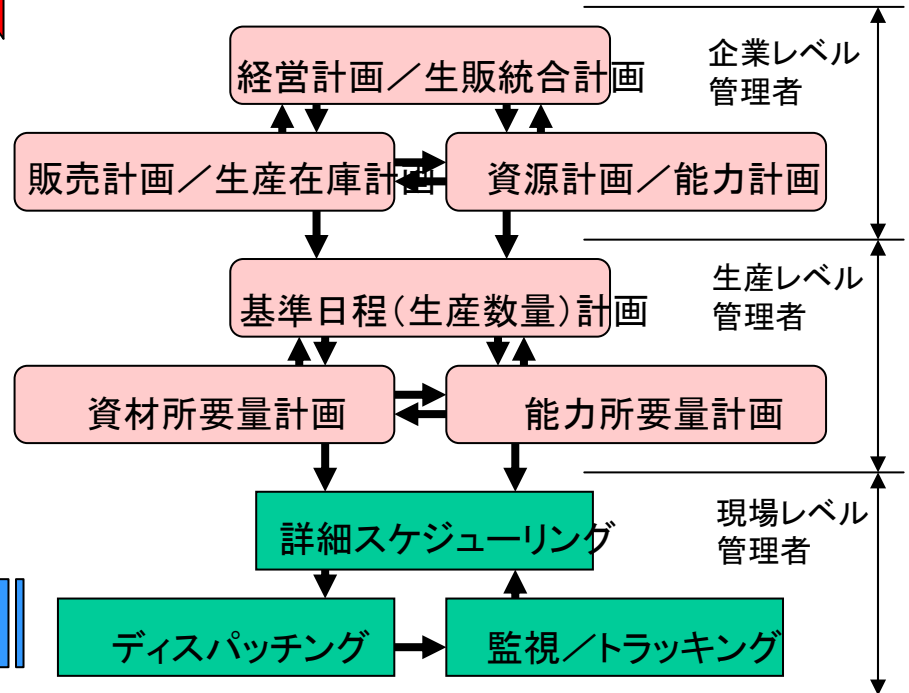 企業レベル
管理者
経営計画／生販統合計画
販売計画／生産在庫計画
資源計画／能力計画
生産レベル
管理者
基準日程（生産数量）計画
資材所要量計画
能力所要量計画
現場レベル
管理者
詳細スケジューリング
ディスパッチング
監視／トラッキング